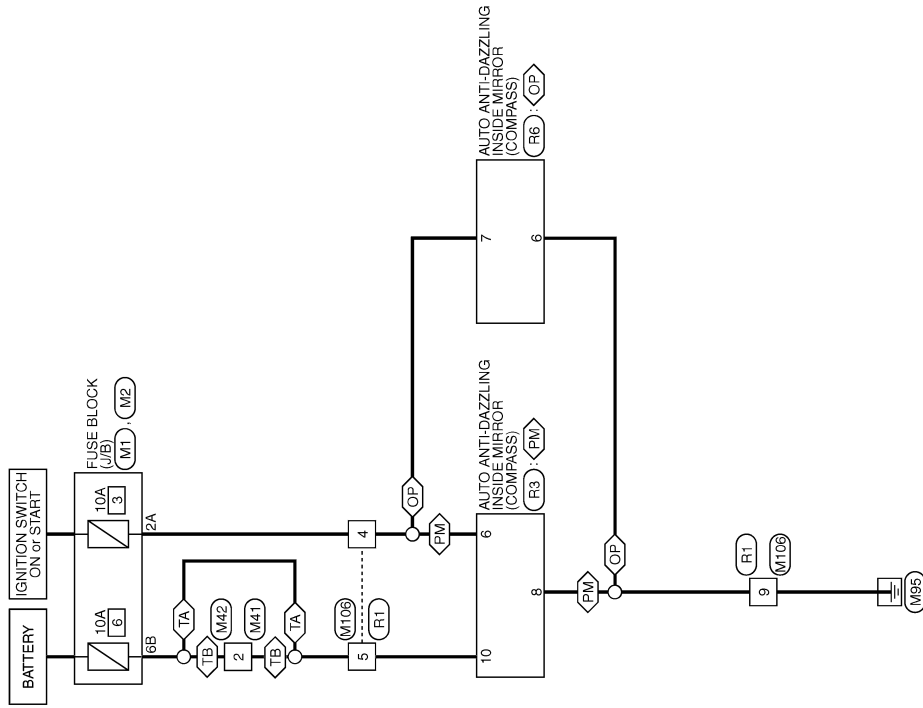 BATTERY
IGNITION SWITCH
ON or START
10A
6
10A
3
FUSE BLOCK
(J/B)
M1 , M2
6B
2A
TA
TB
M42
2
M41
TB
TA
M106
5
4
R1
OP
PM
10
6
AUTO ANTI-DAZZLING
INSIDE MIRROR
(COMPASS)
R3 : PM
8
7
6
AUTO ANTI-DAZZLING
INSIDE MIRROR
(COMPASS)
R6 : OP
PM
OP
R1
9
M106
M95